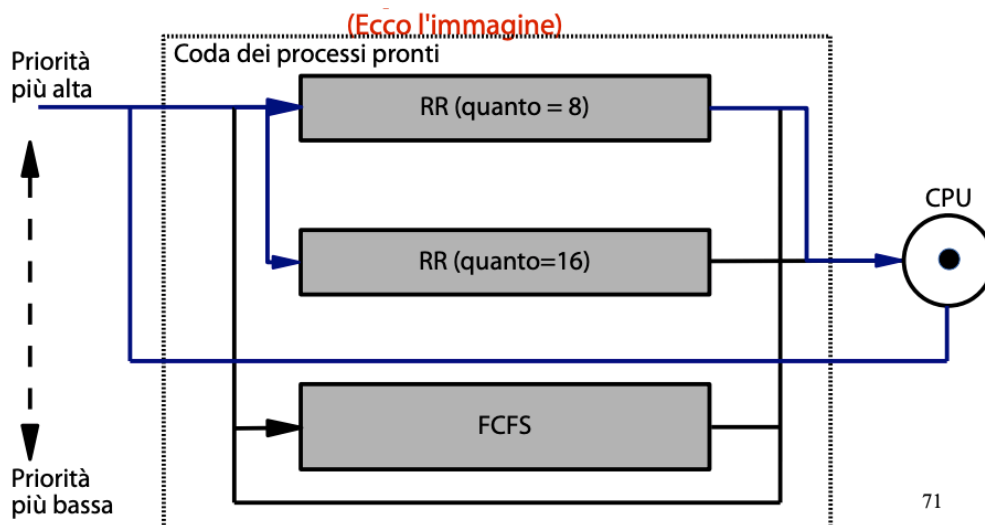 (Ecco l'immagine)
Coda dei processi pronti
Priorità
più alta
RR (quanto = 8)
CPU
RR (quanto=16)
FCFS
Priorità
più bassa
71